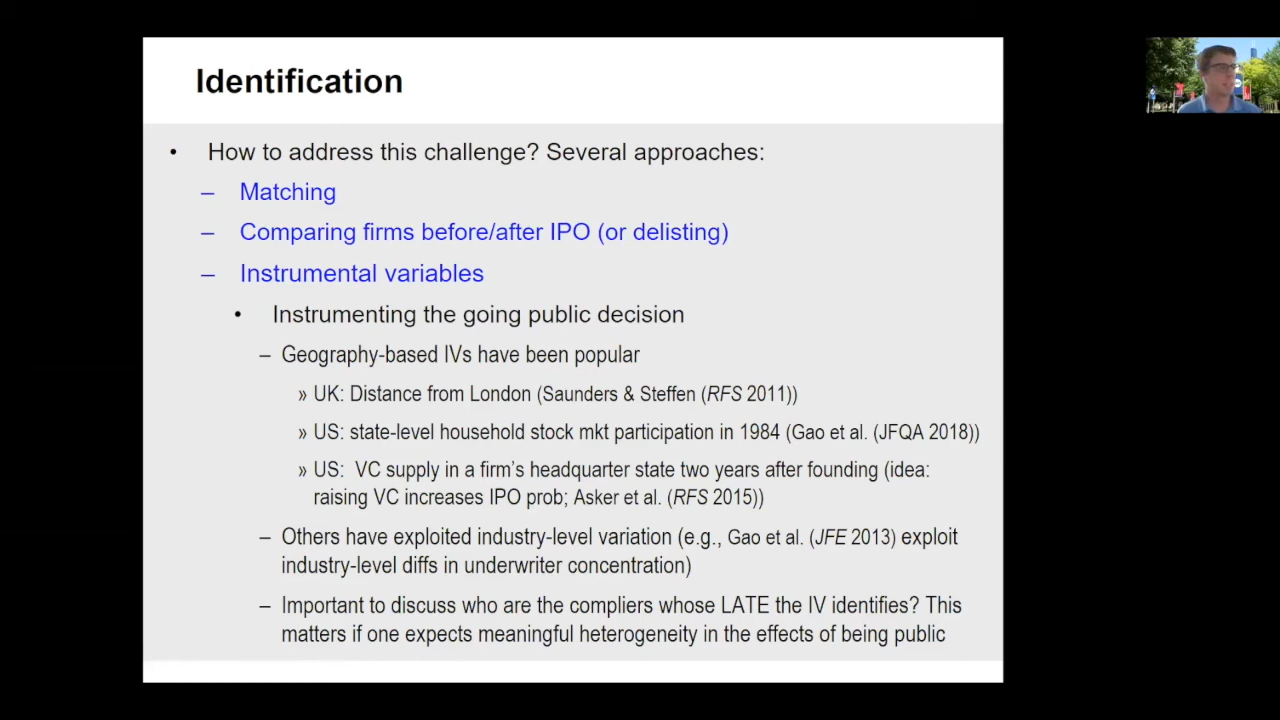 Identification
• How to address this challenge? Several approaches:
– Matching
– Comparing firms before/after IPO (or delisting)
– Instrumental variables
• Instrumenting the going public decision
– Geography-based IVs have been popular
» UK: Distance from London (Saunders & Steffen (RFS 2011))
» US: state-level household stock mkt participation in 1984 (Gao et al. (JFQA 2018))
» US: VC supply in a firm's headquarter state two years after founding (idea:
raising VC increases IPO prob; Asker et al. (RFS 2015))
– Others have exploited industry-level variation (e.g., Gao et al. (JFE 2013) exploit
industry-level diffs in underwriter concentration)
– Important to discuss who are the compliers whose LATE the IV identifies? This
matters if one expects meaningful heterogeneity in the effects of being public